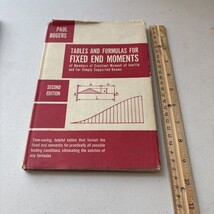 PAUL
ROGERS
TABLES AND FORMULAS FOR
FIXED END MOMENTS
of Members of Constant Moment of Inertia
and for Simply Supported Beams
SECOND
EDITION
Time-saving, helpful tables that furnish the
fixed end moments for practically all possible
loading conditions, eliminating the solution of
any formulas